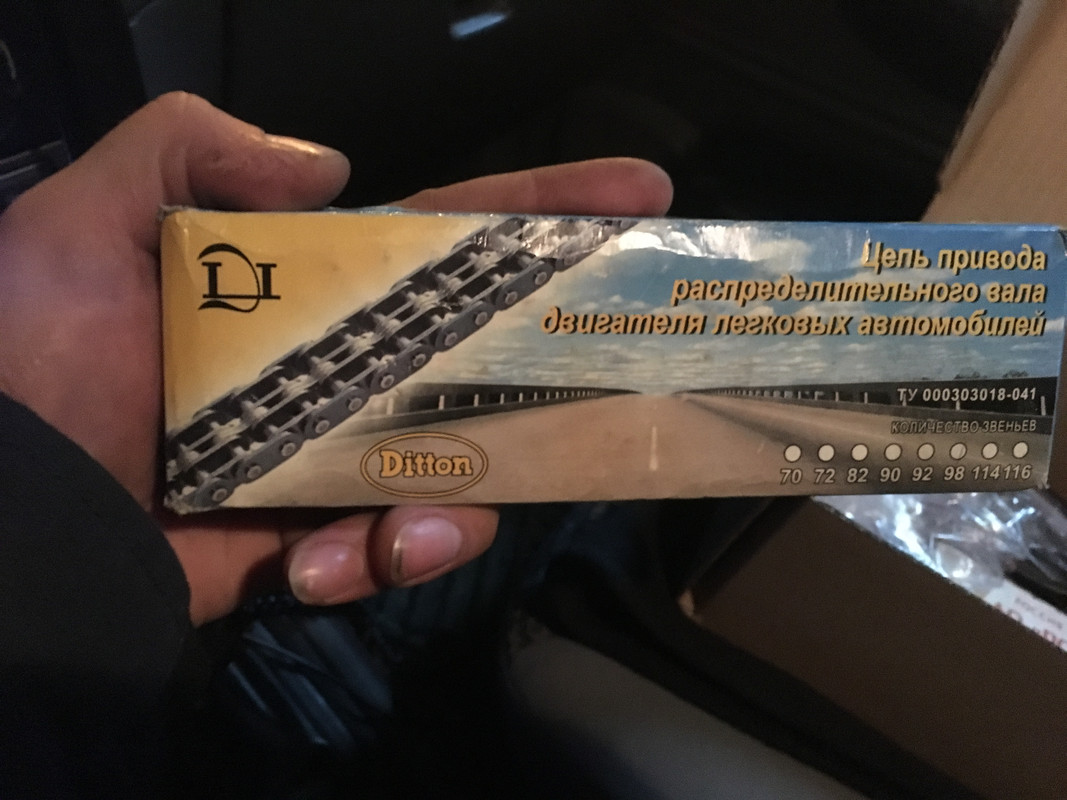 Цепь привода
распределительного вала
двигателя легковых автомобилей
ТУ 000303018-041
КОЛИЧЕСТВО ЗВЕНЬЕВ
70 72 82 90 92 98 114 116
Ditton